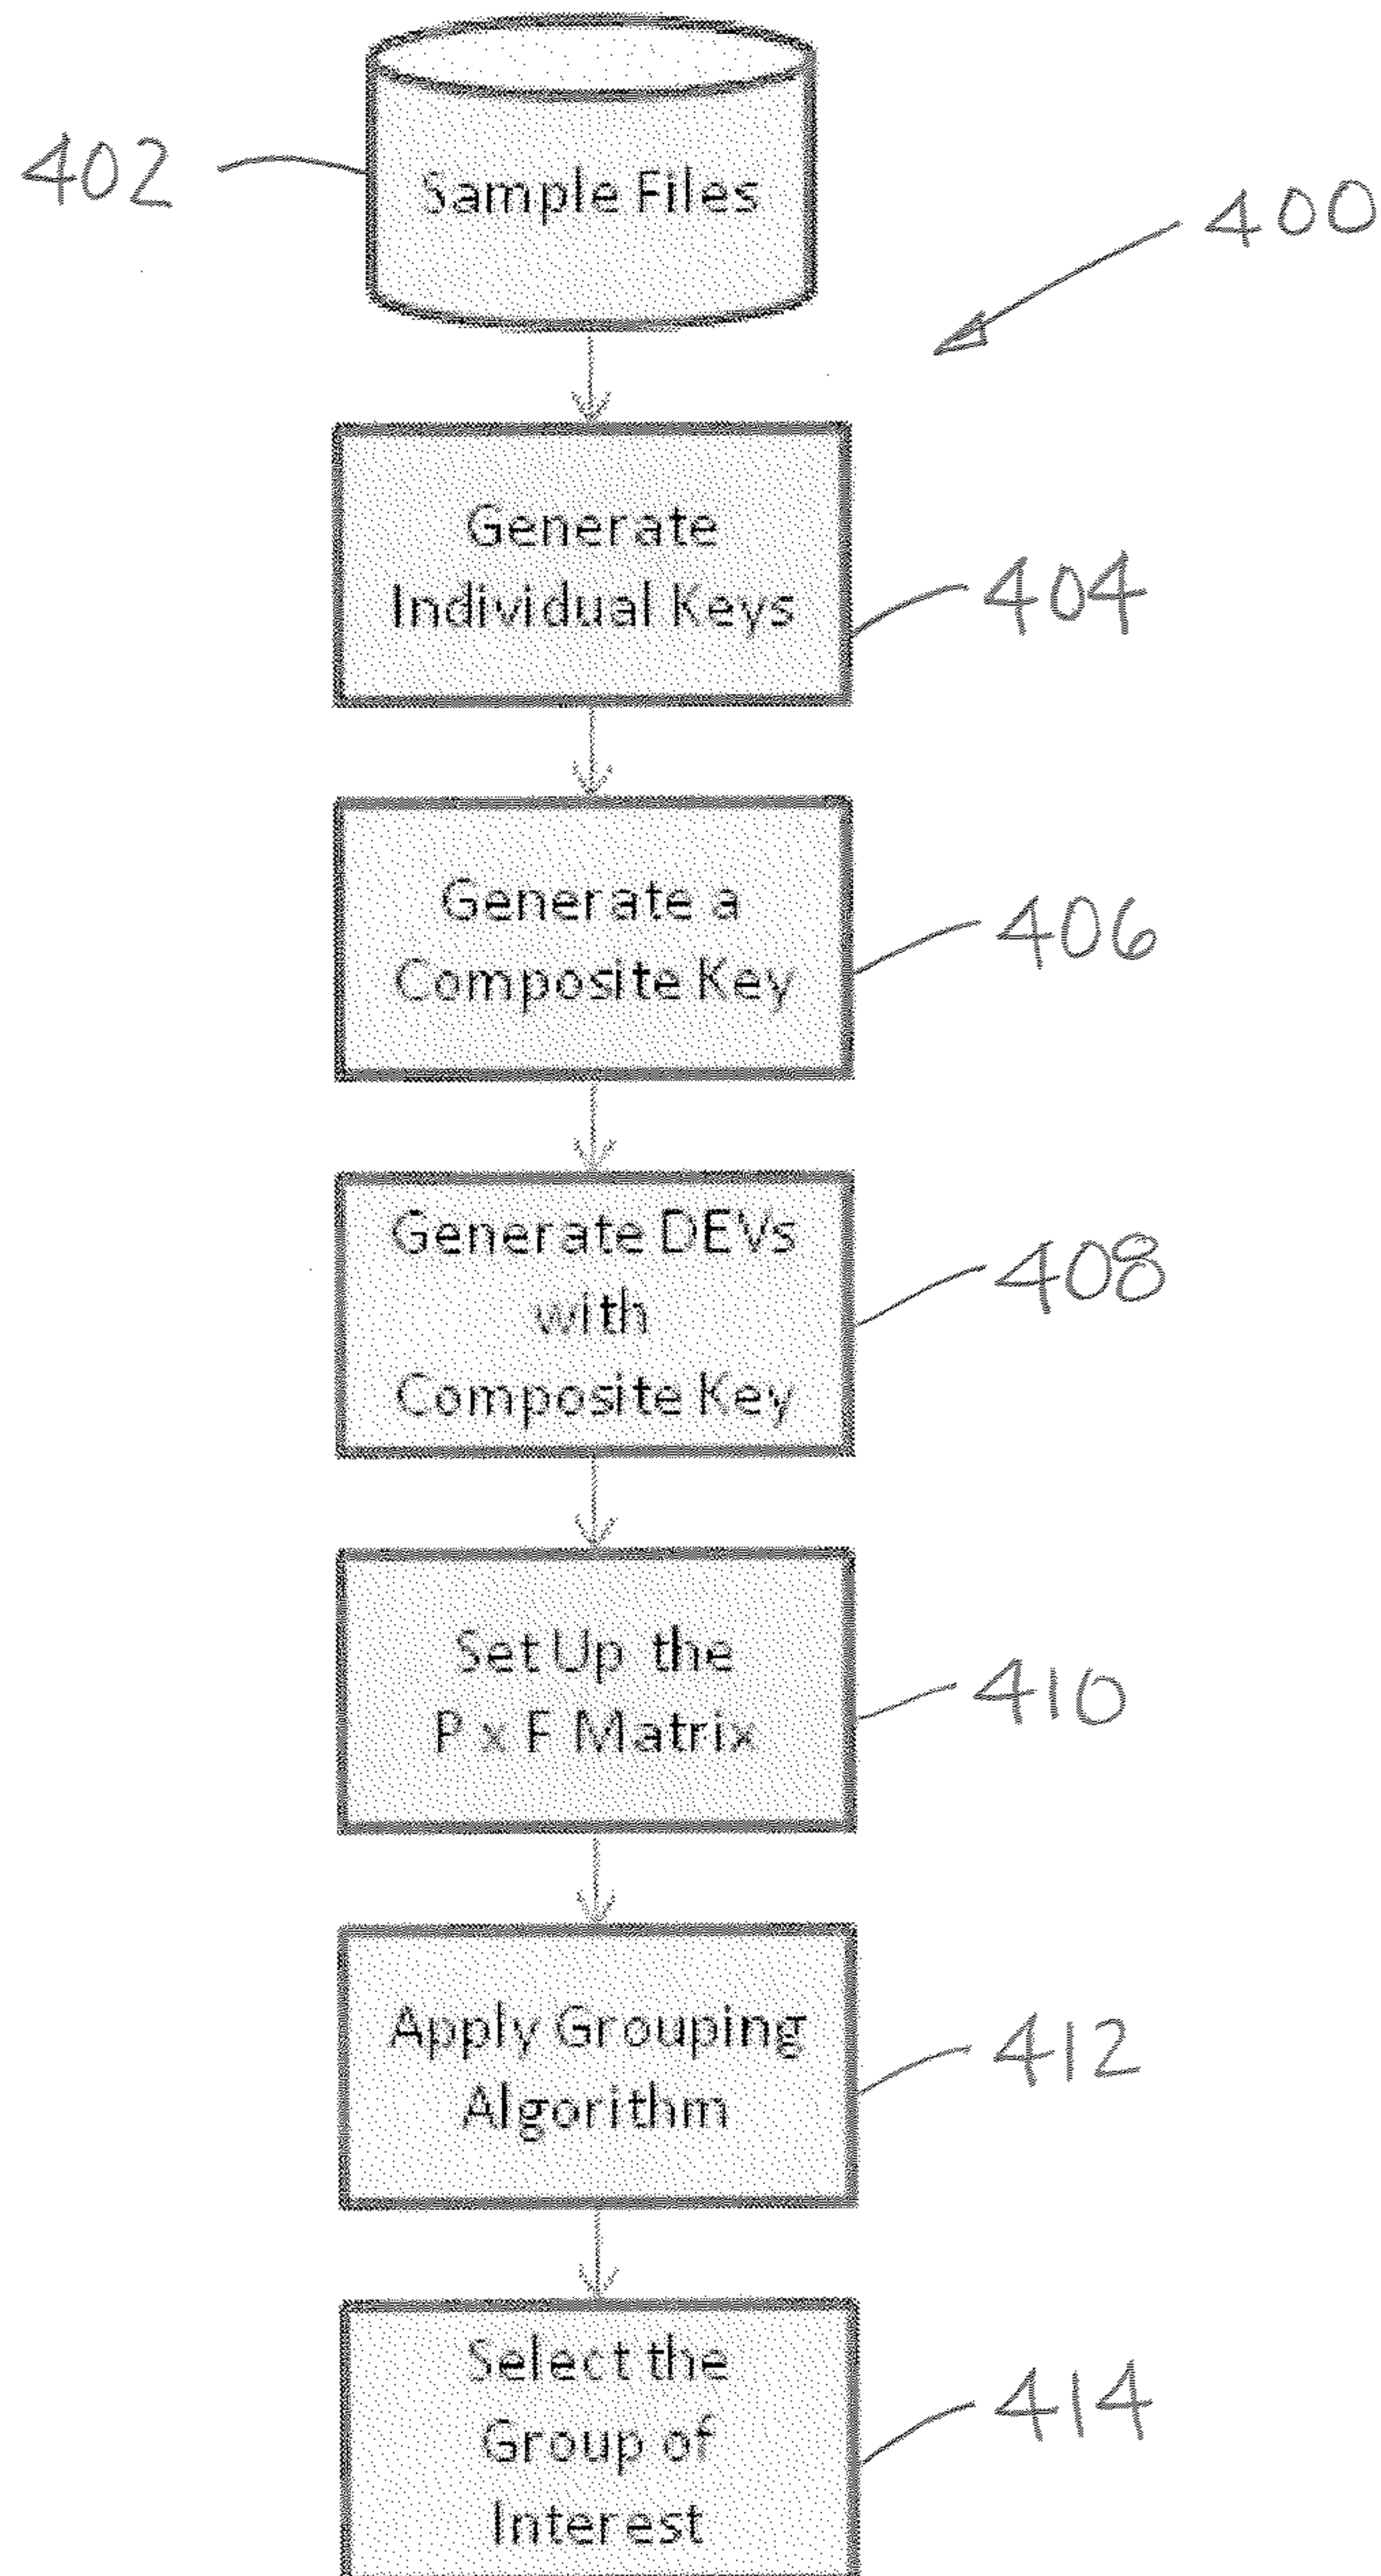 402
Sample Files
400
Generate
Individual Keys
404
Generate a
Composite Key
406
Generate DEVs
with
Composite Key
408
Set Up the
P x F Matrix
410
Apply Grouping
Algorithm
412
Select the
Group of
Interest
414